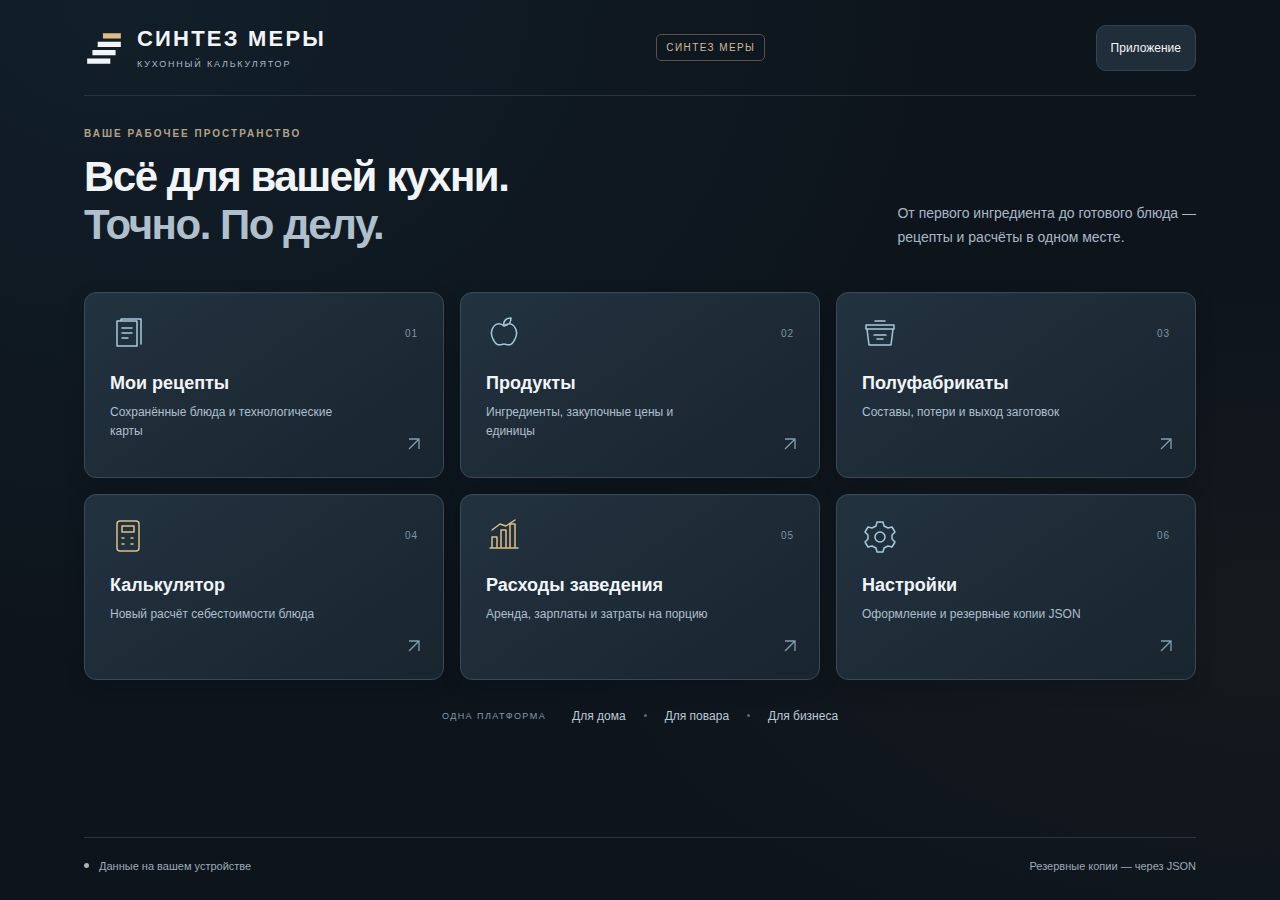 СИНТЕЗ МЕРЫ
КУХОННЫЙ КАЛЬКУЛЯТОР
СИНТЕЗ МЕРЫ
Приложение
ВАШЕ РАБОЧЕЕ ПРОСТРАНСТВО
Всё для вашей кухни.
Точно. По делу.
От первого ингредиента до готового блюда —
рецепты и расчёты в одном месте.
01
Мои рецепты
Сохранённые блюда и технологические
карты
02
Продукты
Ингредиенты, закупочные цены и
единицы
03
Полуфабрикаты
Составы, потери и выход заготовок
04
Калькулятор
Новый расчёт себестоимости блюда
05
Расходы заведения
Аренда, зарплаты и затраты на порцию
06
Настройки
Оформление и резервные копии JSON
ОДНА ПЛАТФОРМА Для дома • Для повара • Для бизнеса
Данные на вашем устройстве
Резервные копии — через JSON